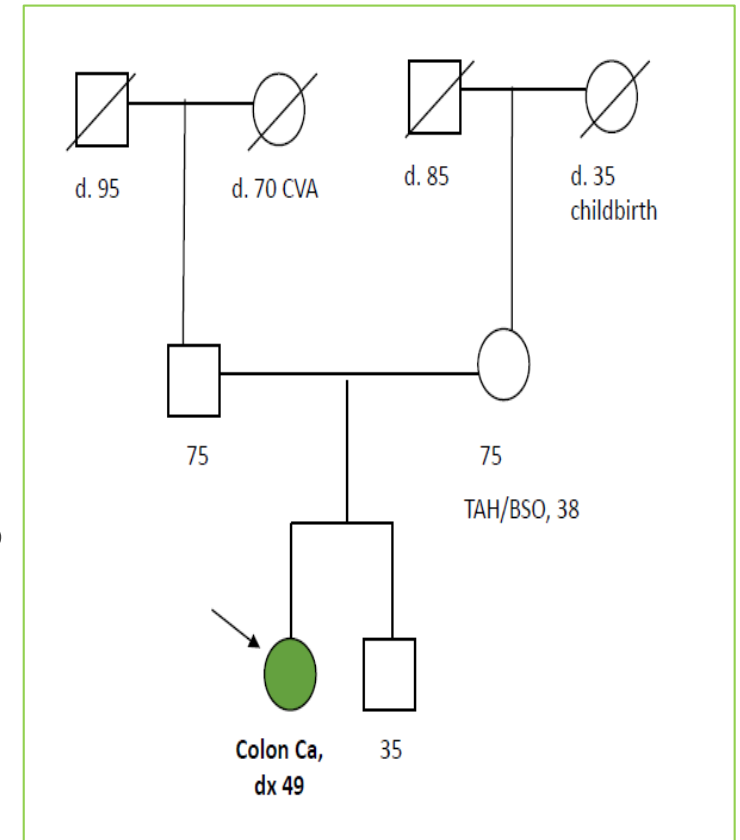 d. 95
d. 70 CVA
d. 85
d. 35
childbirth
75
75
TAH/BSO, 38
Colon Ca,
dx 49
35